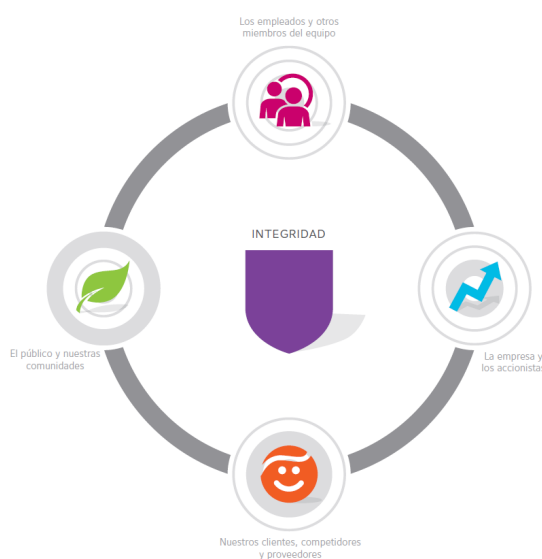 Los empleados y otros
miembros del equipo
INTEGRIDAD
El público y nuestras
comunidades
La empresa y
los accionistas
Nuestros clientes, competidores
y proveedores